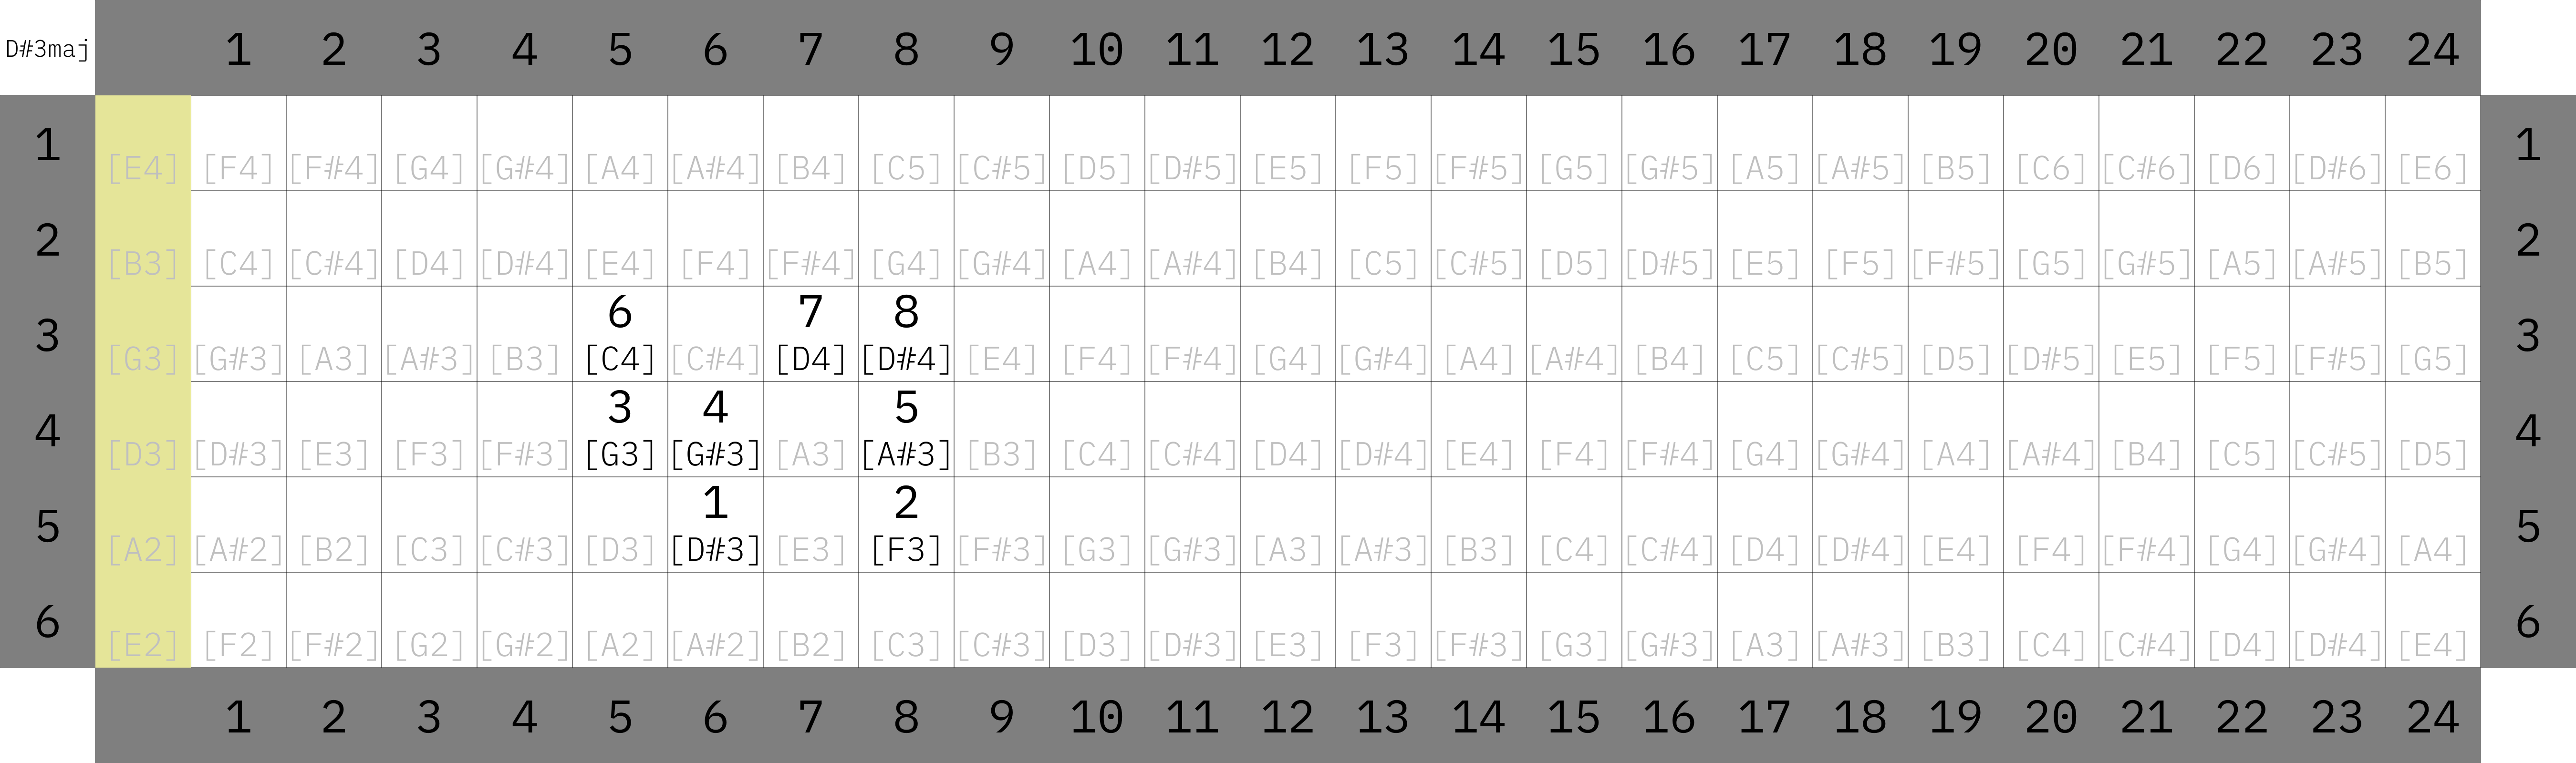 D#3maj 1 2 3 4 5 6 7 8 9 10 11 12 13 14 15 16 17 18 19 20 21 22 23 24
1 [E4] [F4] [F#4] [G4] [G#4] [A4] [A#4] [B4] [C5] [C#5] [D5] [D#5] [E5] [F5] [F#5] [G5] [G#5] [A5] [A#5] [B5] [C6] [C#6] [D6] [D#6] [E6] 1
2 [B3] [C4] [C#4] [D4] [D#4] [E4] [F4] [F#4] [G4] [G#4] [A4] [A#4] [B4] [C5] [C#5] [D5] [D#5] [E5] [F5] [F#5] [G5] [G#5] [A5] [A#5] [B5] 2
6 7 8
3 [G3] [G#3] [A3] [A#3] [B3] [C4] [C#4] [D4] [D#4] [E4] [F4] [F#4] [G4] [G#4] [A4] [A#4] [B4] [C5] [C#5] [D5] [D#5] [E5] [F5] [F#5] [G5] 3
3 4 5
4 [D3] [D#3] [E3] [F3] [F#3] [G3] [G#3] [A3] [A#3] [B3] [C4] [C#4] [D4] [D#4] [E4] [F4] [F#4] [G4] [G#4] [A4] [A#4] [B4] [C5] [C#5] [D5] 4
1 2
5 [A2] [A#2] [B2] [C3] [C#3] [D3] [D#3] [E3] [F3] [F#3] [G3] [G#3] [A3] [A#3] [B3] [C4] [C#4] [D4] [D#4] [E4] [F4] [F#4] [G4] [G#4] [A4] 5
6 [E2] [F2] [F#2] [G2] [G#2] [A2] [A#2] [B2] [C3] [C#3] [D3] [D#3] [E3] [F3] [F#3] [G3] [G#3] [A3] [A#3] [B3] [C4] [C#4] [D4] [D#4] [E4] 6
1 2 3 4 5 6 7 8 9 10 11 12 13 14 15 16 17 18 19 20 21 22 23 24